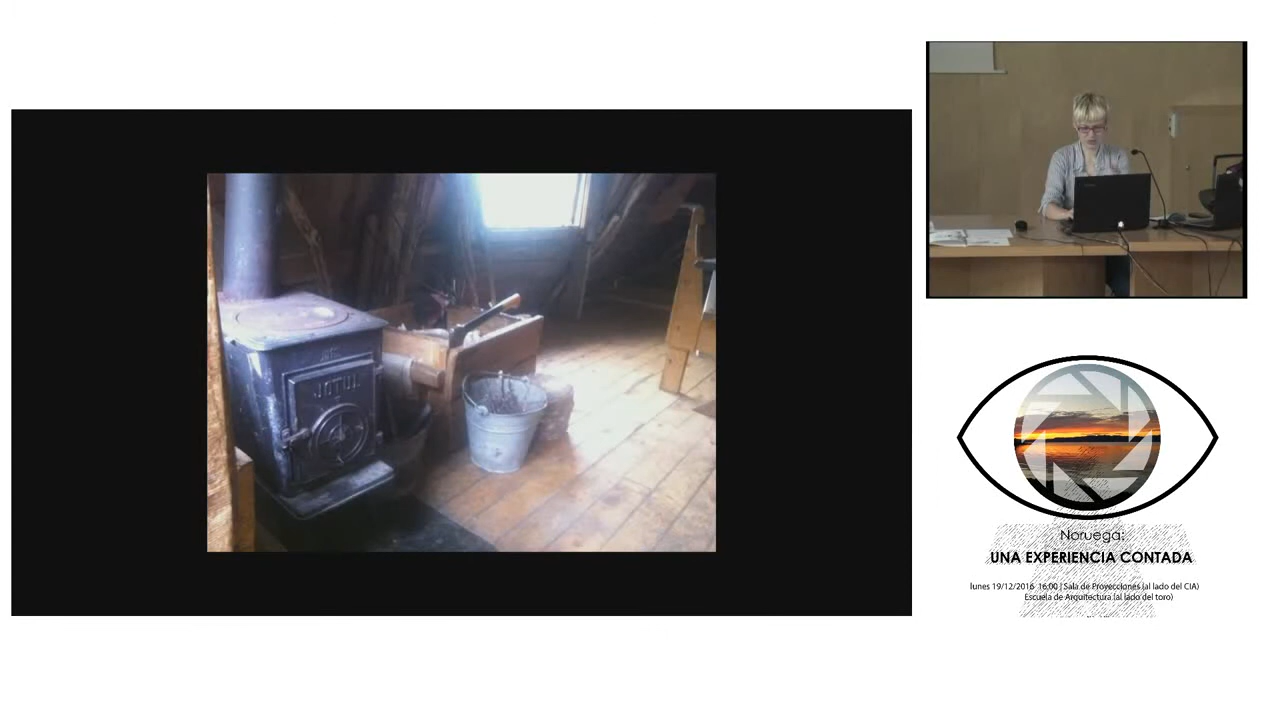 JOTUL
Noruega:
UNA EXPERIENCIA CONTADA
lunes 19/12/2016 16:00 | Sala de Proyecciones (al lado del CIA)
Escuela de Arquitectura (al lado del toro)